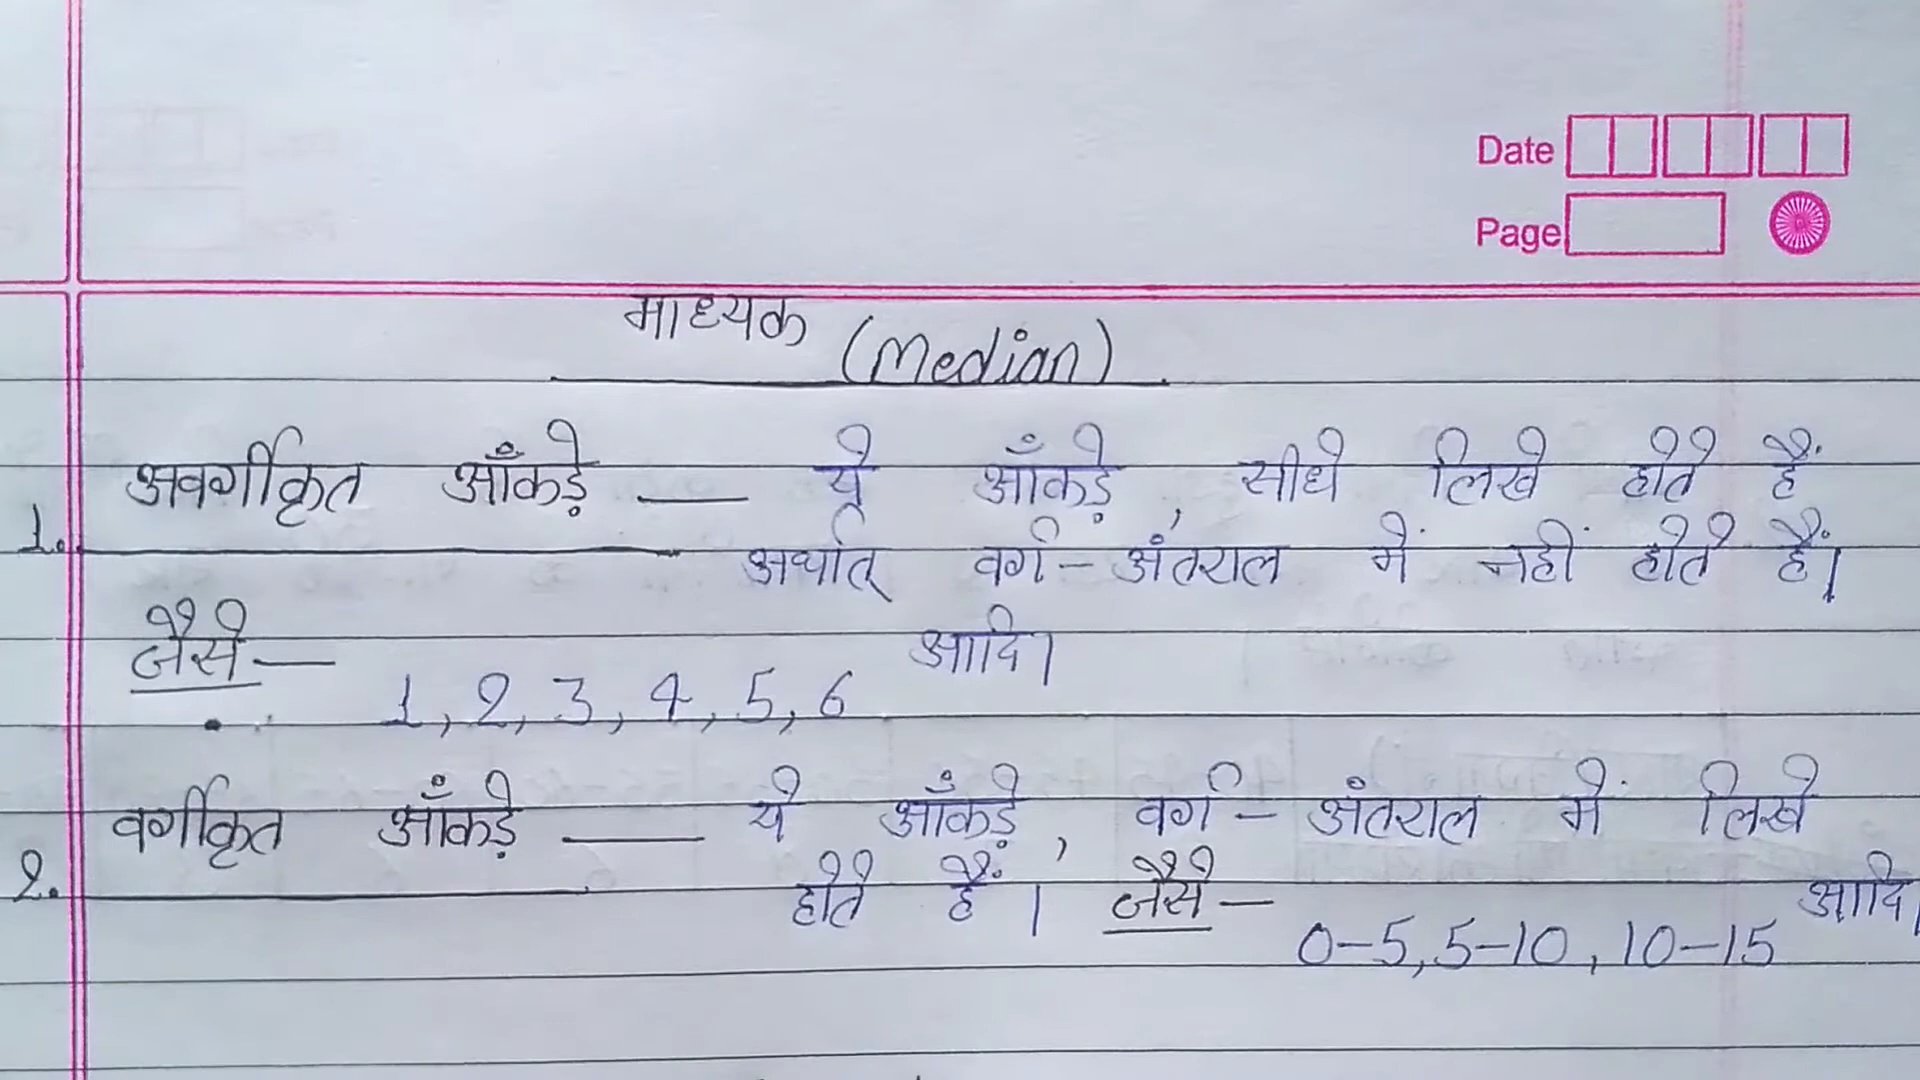 Date
Page
माध्यक (Median)
1. अवर्गीकृत आँकड़े — ये आँकड़े, सीधे लिखे होते हैं
अर्थात् वर्ग-अंतराल में नहीं होते हैं।
जैसे — 1, 2, 3, 4, 5, 6 आदि।
2. वर्गीकृत आँकड़े — ये आँकड़े, वर्ग-अंतराल में लिखे
होते हैं। जैसे — 0-5, 5-10, 10-15 आदि।